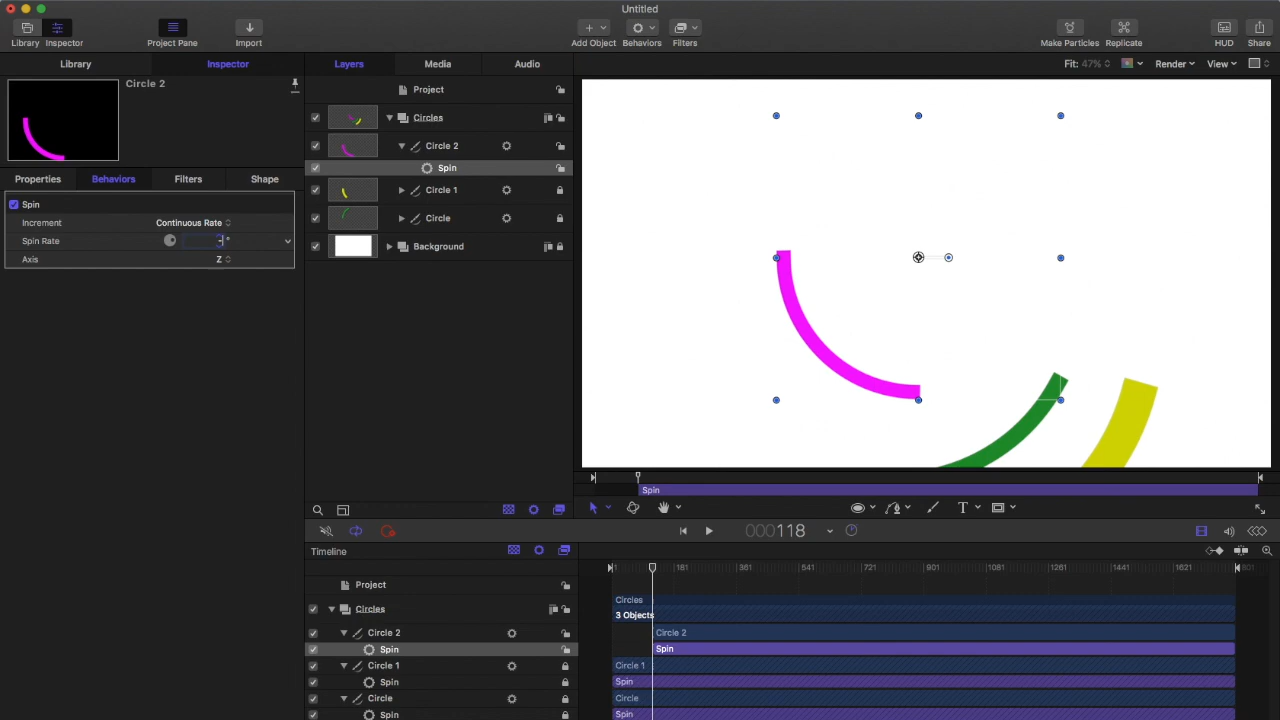 Untitled
Library Inspector Project Pane Import Add Object Behaviors Filters Make Particles Replicate HUD Share
Library Inspector Layers Media Audio Fit: 47% Render View
Circle 2
Project
Circles
Circle 2
Spin
Circle 1
Circle
Background
Properties Behaviors Filters Shape
Spin
Increment Continuous Rate
Spin Rate - °
Axis Z
Spin
000118
Timeline
1 181 361 541 721 901 1081 1261 1441 1621 801
Project
Circles
Circles
3 Objects
Circle 2 Circle 2
Spin Spin
Circle 1 Circle 1
Spin Spin
Circle Circle
Spin Spin